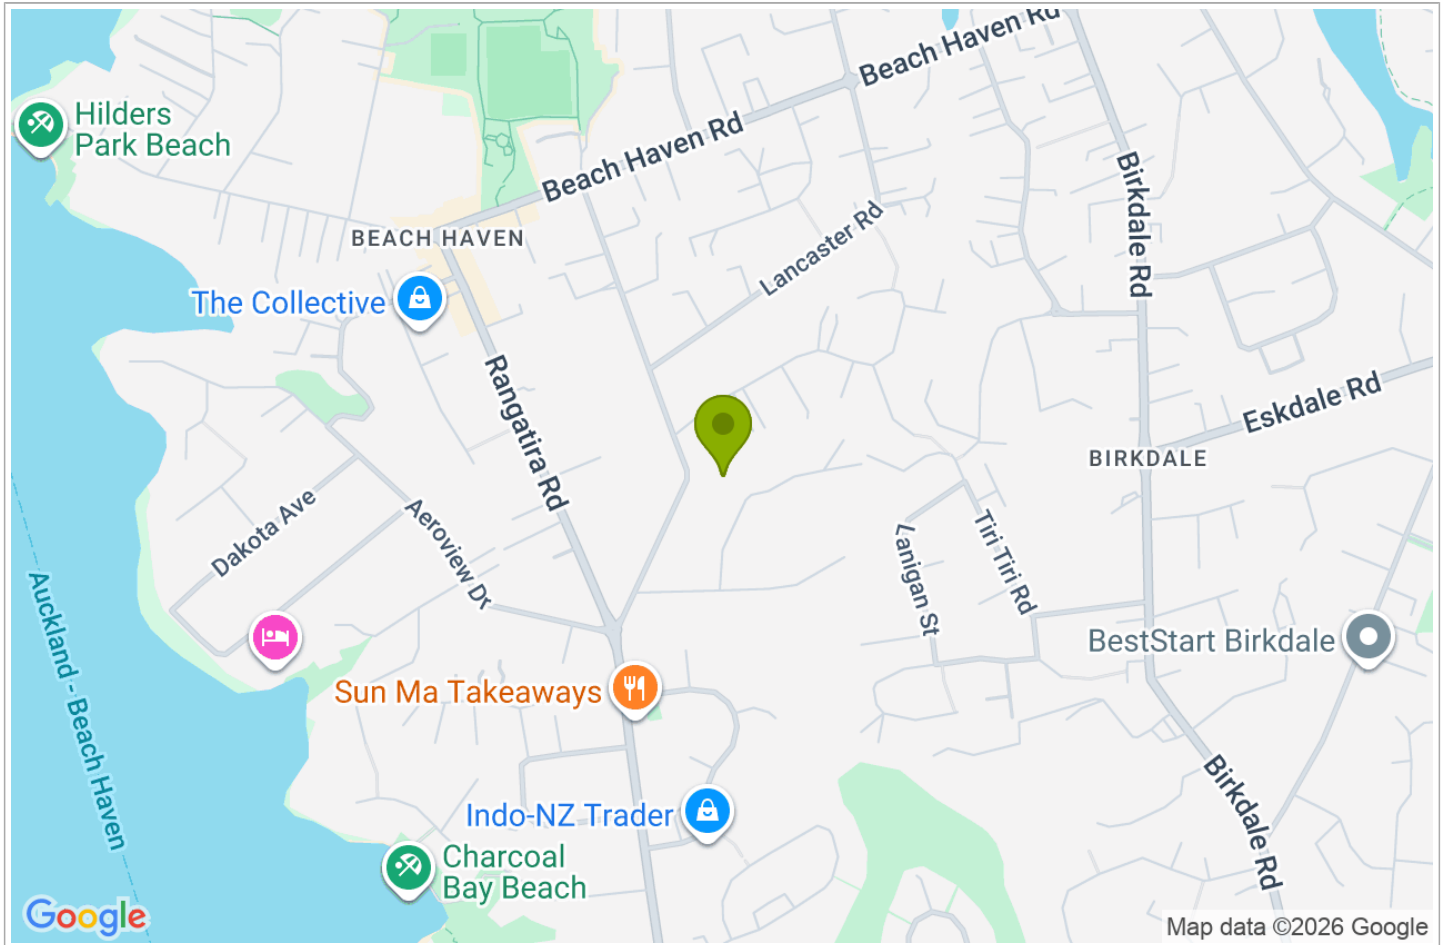 Beach Haven Rd
Hilders
Park Beach
Beach Haven Rd
BEACH HAVEN
Lancaster Rd
Birkdale Rd
The Collective
Rangatira Rd
Eskdale Rd
BIRKDALE
Dakota Ave
Aeroview Dr
Lanigan St
Tiri Tiri Rd
Auckland - Beach Haven
BestStart Birkdale
Sun Ma Takeaways
Birkdale Rd
Indo-NZ Trader
Charcoal
Bay Beach
Google
Map data ©2026 Google